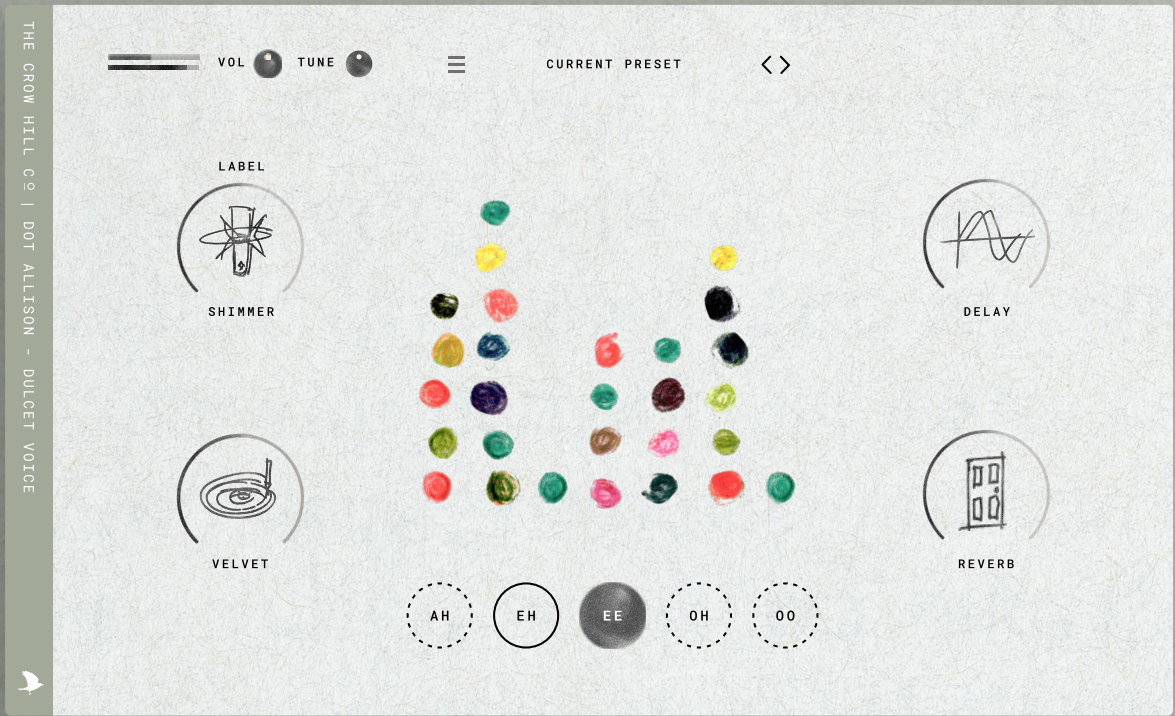 THE CROW HILL Cº | DOT ALLISON - DULCET VOICE
VOL
TUNE
CURRENT PRESET
LABEL
SHIMMER
DELAY
VELVET
REVERB
AH
EH
EE
OH
OO